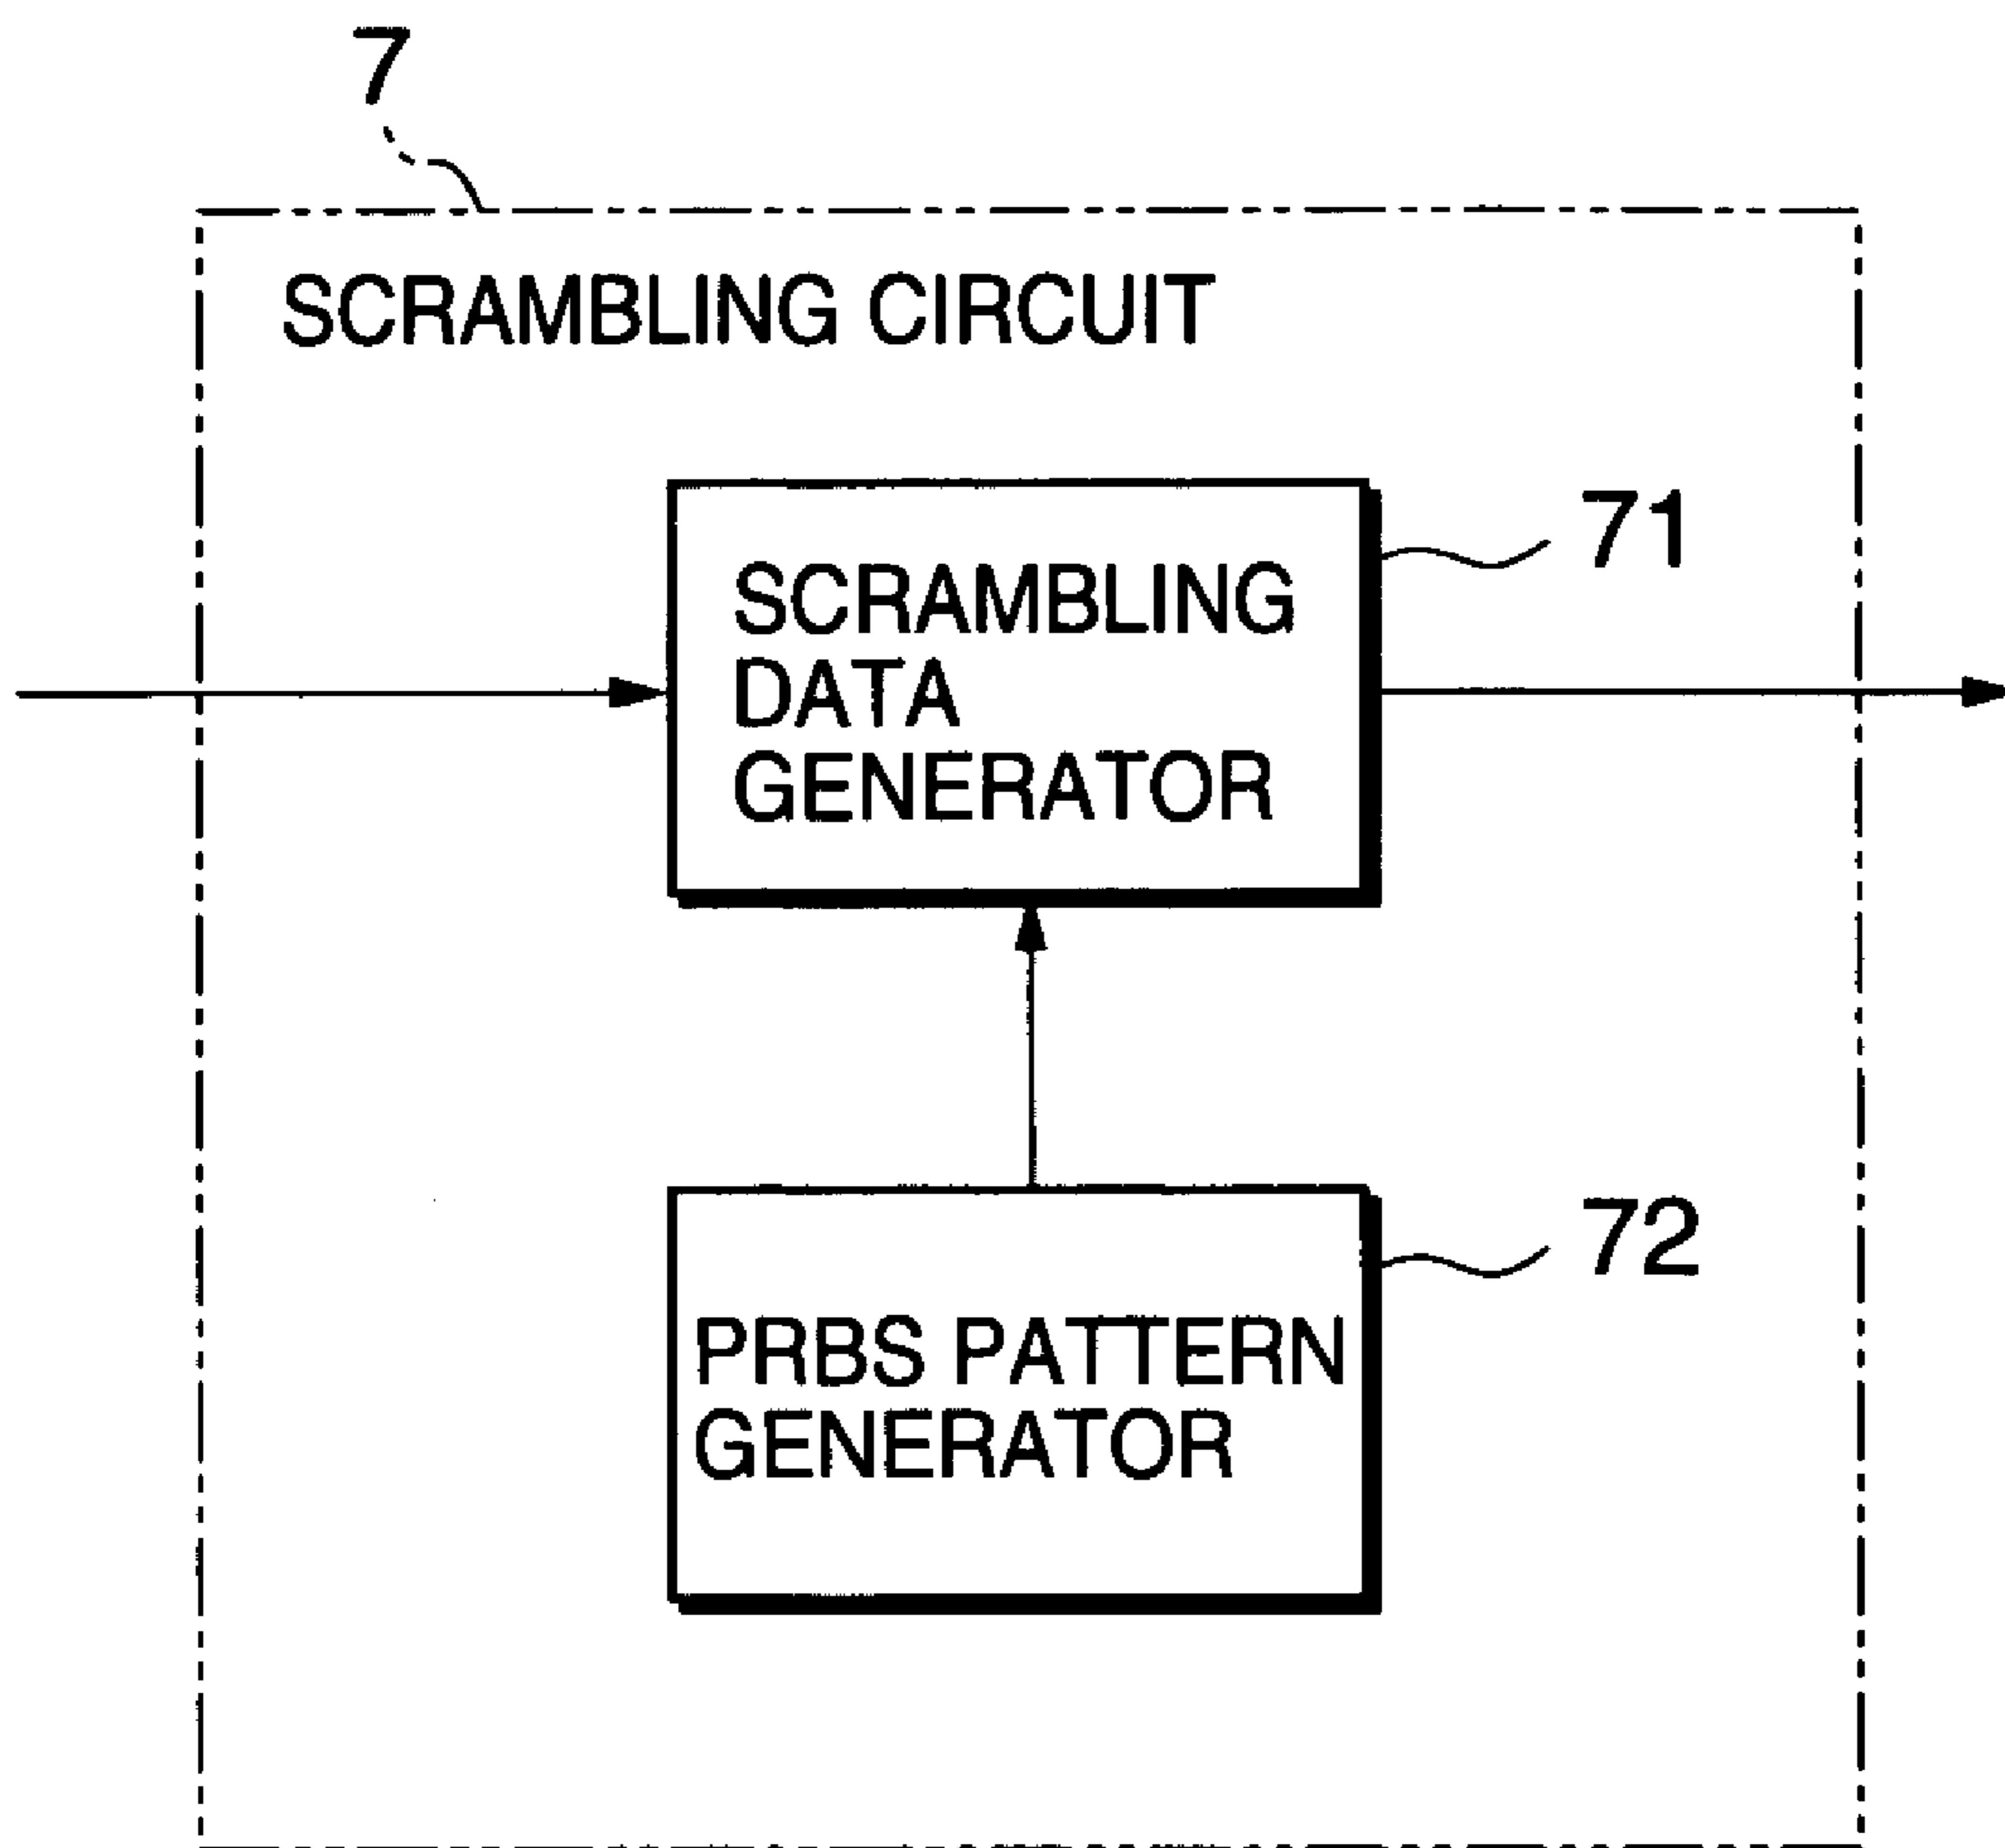 7
SCRAMBLING CIRCUIT
71
SCRAMBLING
DATA
GENERATOR
72
PRBS PATTERN
GENERATOR